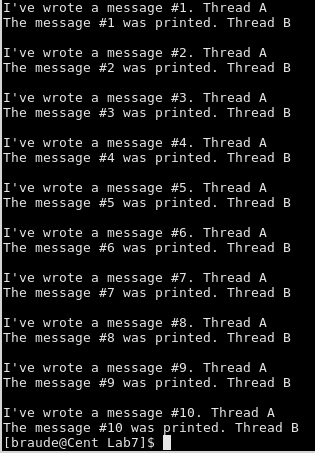 I've wrote a message #1. Thread A
The message #1 was printed. Thread B
I've wrote a message #2. Thread A
The message #2 was printed. Thread B
I've wrote a message #3. Thread A
The message #3 was printed. Thread B
I've wrote a message #4. Thread A
The message #4 was printed. Thread B
I've wrote a message #5. Thread A
The message #5 was printed. Thread B
I've wrote a message #6. Thread A
The message #6 was printed. Thread B
I've wrote a message #7. Thread A
The message #7 was printed. Thread B
I've wrote a message #8. Thread A
The message #8 was printed. Thread B
I've wrote a message #9. Thread A
The message #9 was printed. Thread B
I've wrote a message #10. Thread A
The message #10 was printed. Thread B
[braude@Cent Lab7]$